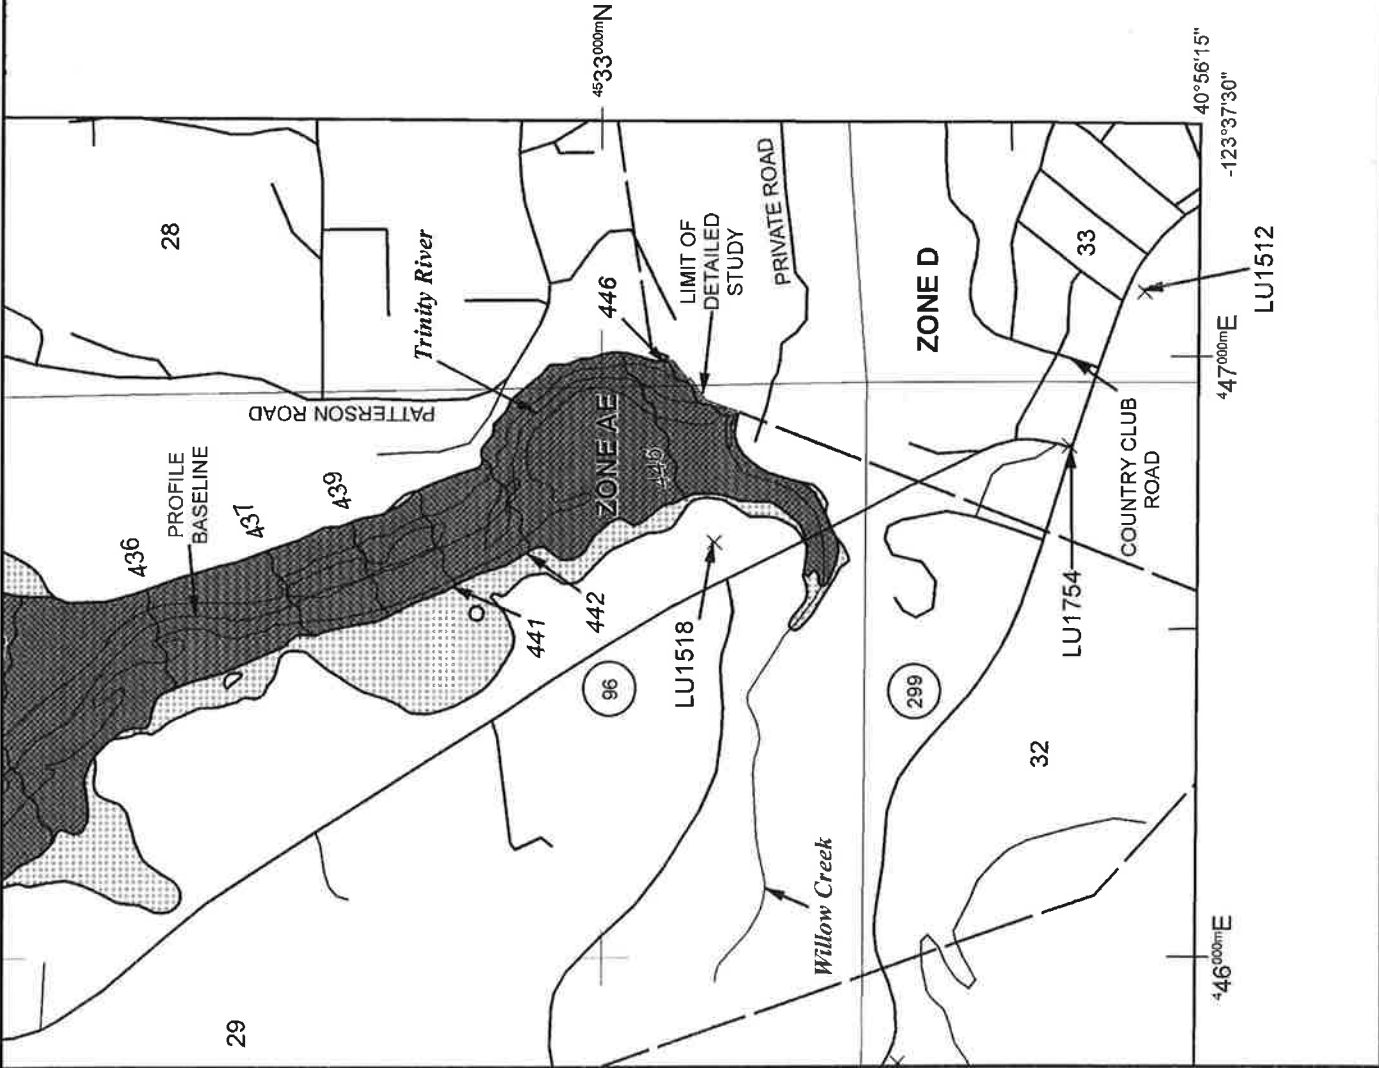 4533000mN
28
Trinity River
PATTERSON ROAD
PROFILE
BASELINE
436
437
439
441
442
446
ZONE AE
445
LIMIT OF
DETAILED
STUDY
PRIVATE ROAD
ZONE D
33
40°56'15"
-123°37'30"
LU1512
447000mE
COUNTRY CLUB
ROAD
LU1754
LU1518
96
299
32
Willow Creek
446000mE
29